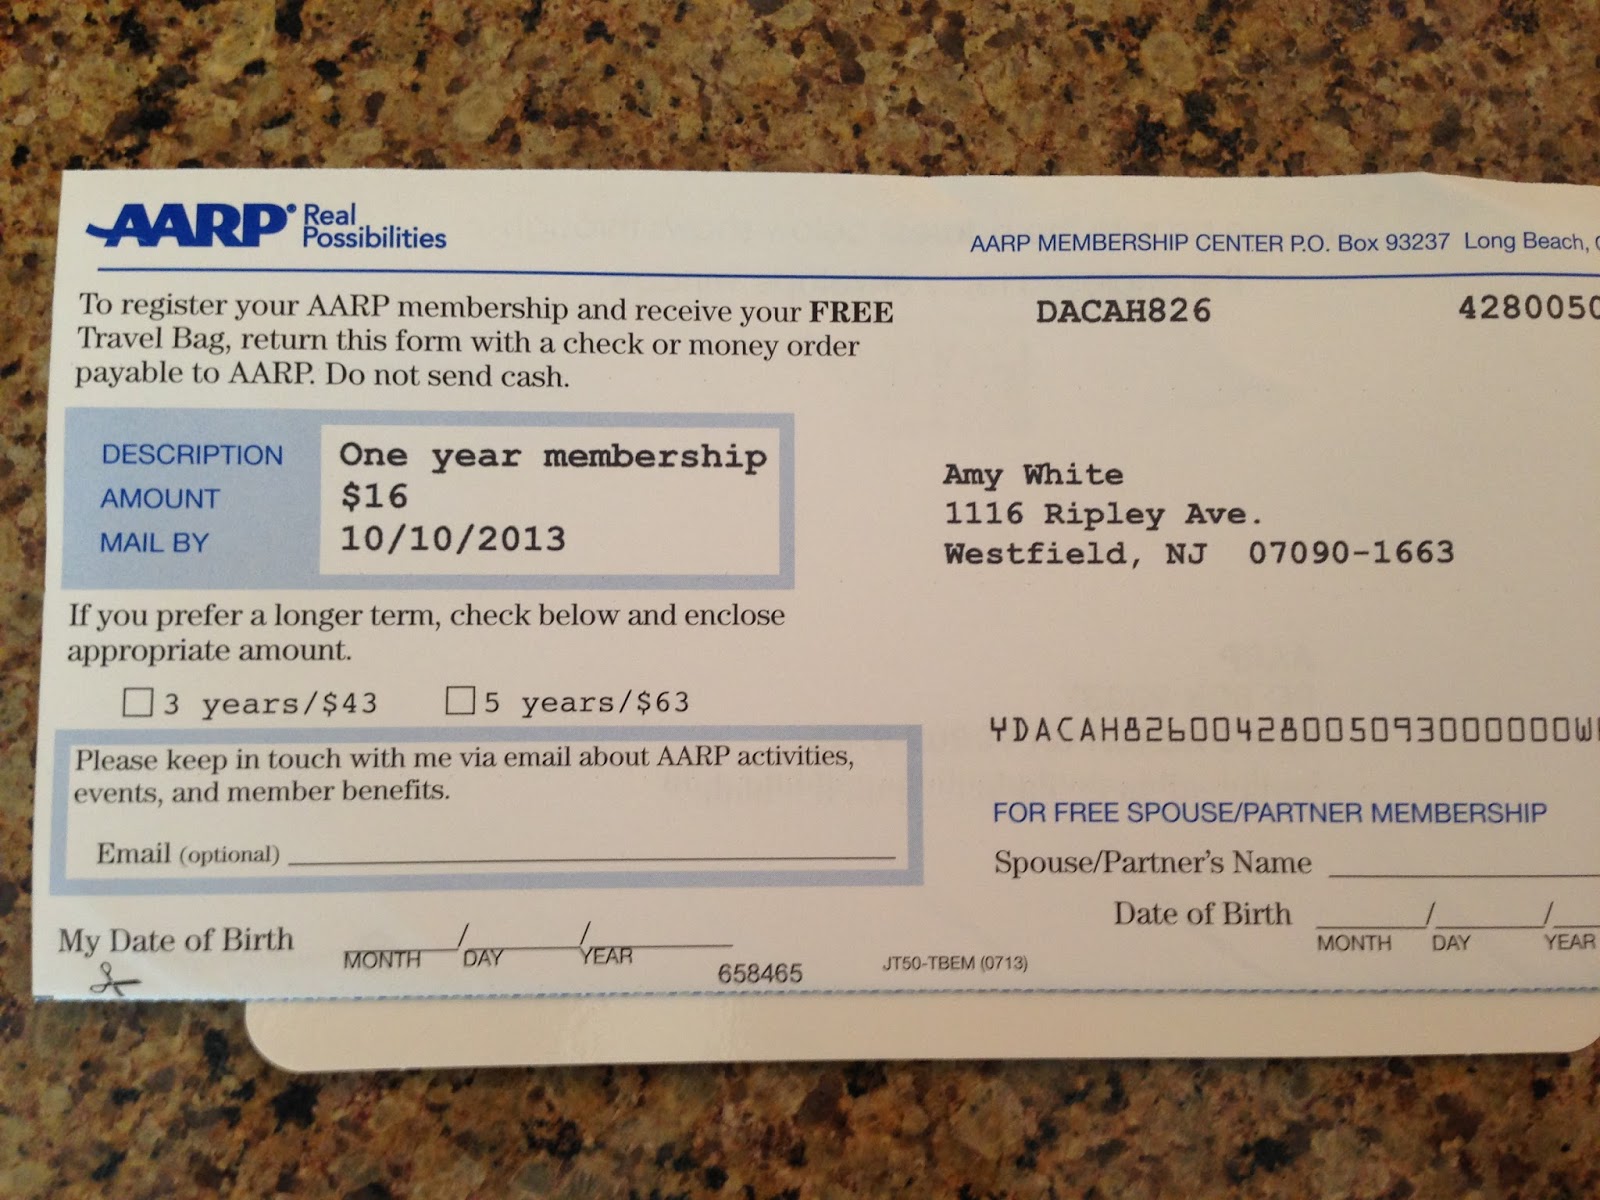 AARP® Real Possibilities
AARP MEMBERSHIP CENTER P.O. Box 93237 Long Beach,
To register your AARP membership and receive your FREE
Travel Bag, return this form with a check or money order
payable to AARP. Do not send cash.
DACAH826 4280050
DESCRIPTION One year membership
AMOUNT $16
MAIL BY 10/10/2013
Amy White
1116 Ripley Ave.
Westfield, NJ 07090-1663
If you prefer a longer term, check below and enclose
appropriate amount.
3 years/$43 5 years/$63
YDACAH82600428005093000000W
Please keep in touch with me via email about AARP activities,
events, and member benefits.
Email (optional)
FOR FREE SPOUSE/PARTNER MEMBERSHIP
Spouse/Partner's Name
Date of Birth / /
MONTH DAY YEAR
My Date of Birth / /
MONTH DAY YEAR
658465 JT50-TBEM (0713)